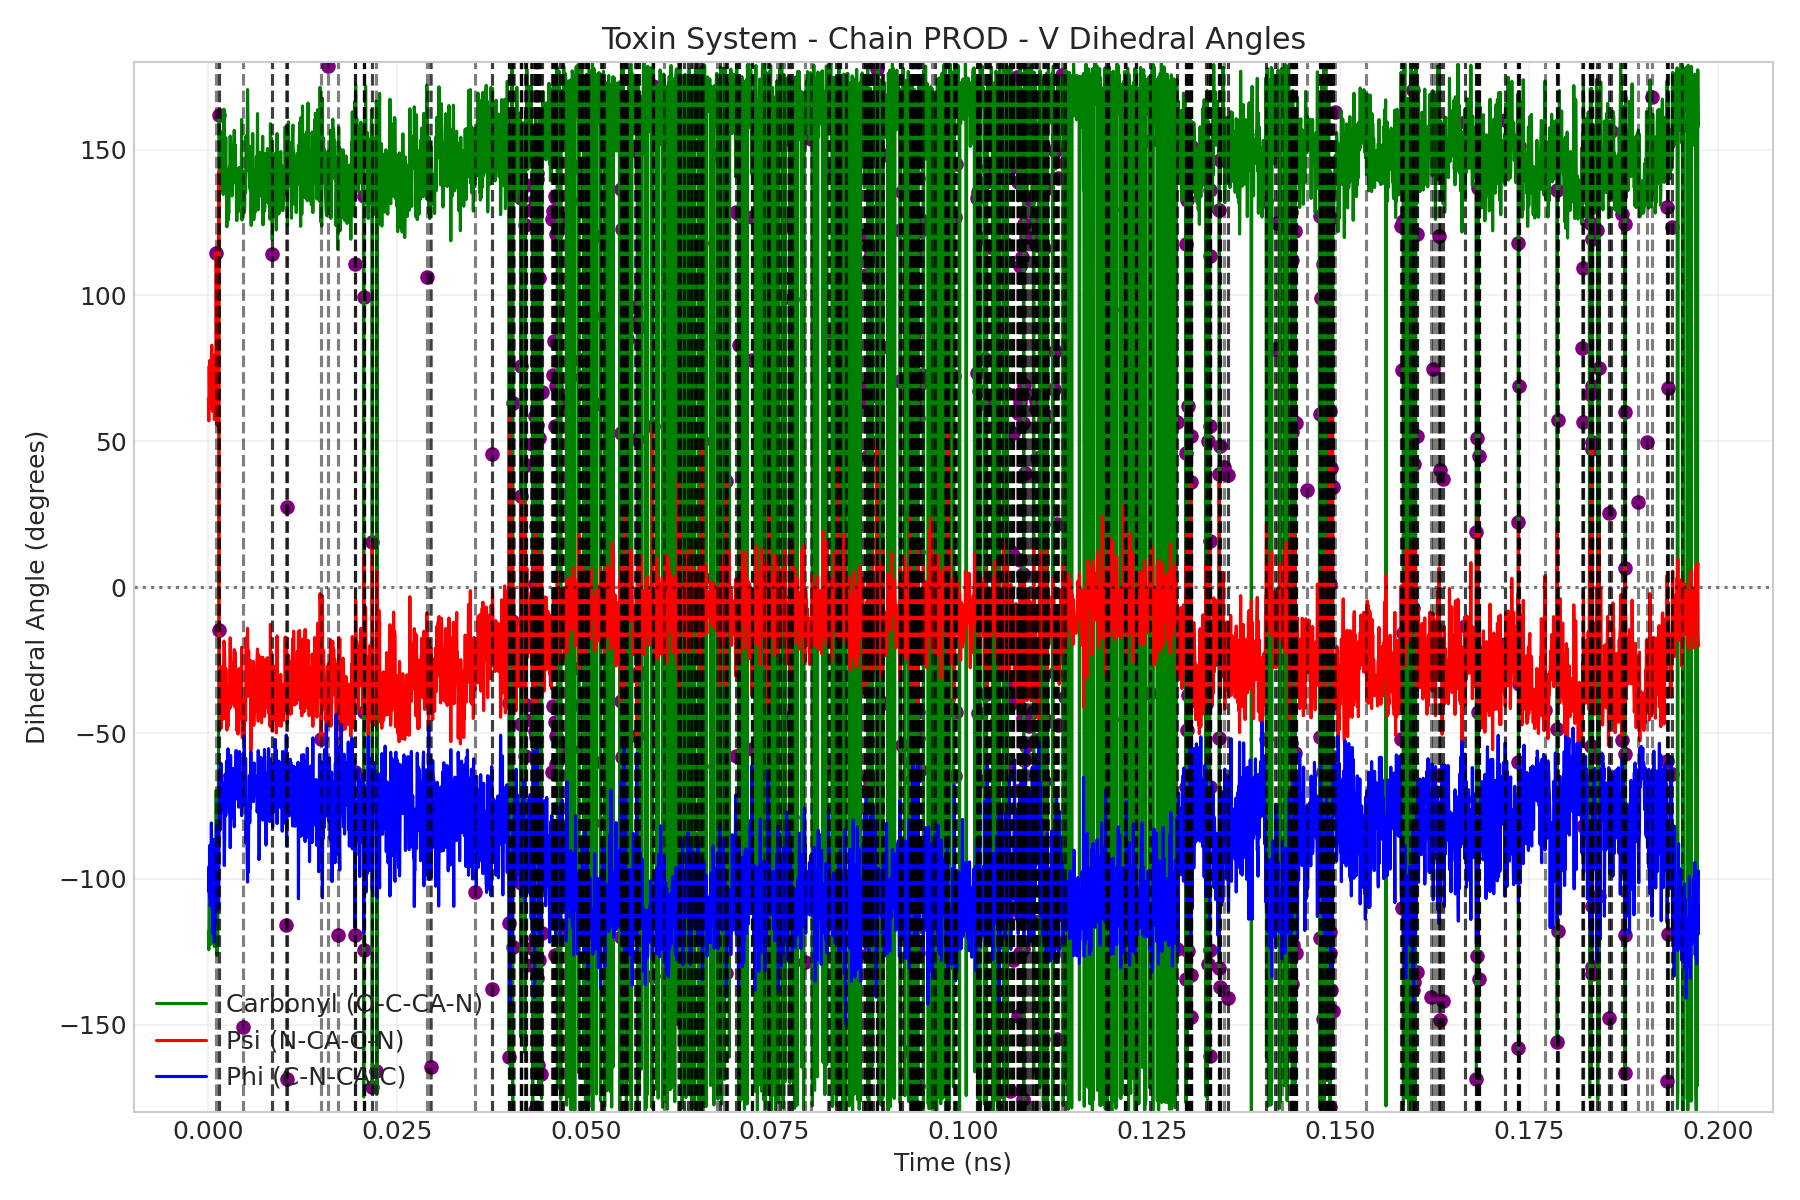 Toxin System - Chain PROD - V Dihedral Angles
Dihedral Angle (degrees)
150
100
50
0
−50
−100
−150
Carbonyl (O-C-CA-N)
Psi (N-CA-C-N)
Phi (C-N-CA-C)
0.000 0.025 0.050 0.075 0.100 0.125 0.150 0.175 0.200
Time (ns)